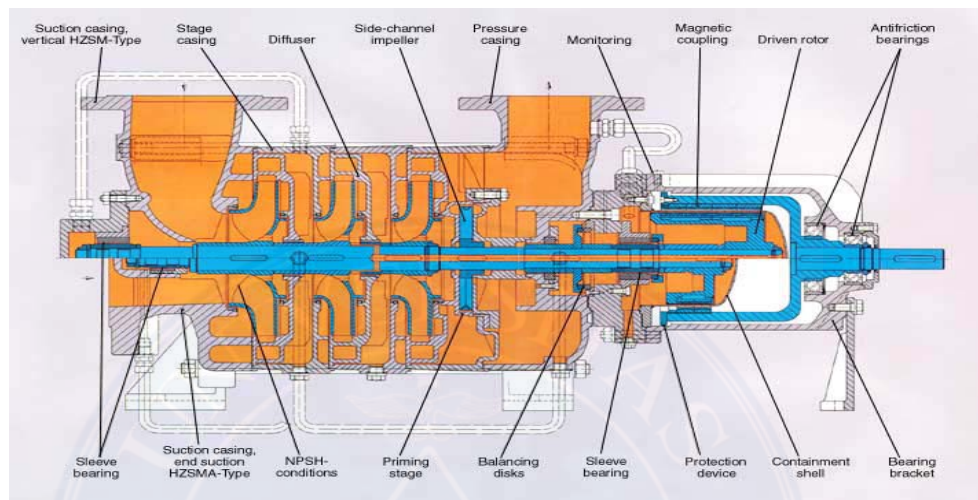 Suction casing,
vertical HZSM-Type
Stage
casing
Diffuser
Side-channel
impeller
Pressure
casing
Monitoring
Magnetic
coupling
Driven rotor
Antifriction
bearings
Sleeve
bearing
Suction casing,
end suction
HZSMA-Type
NPSH-
conditions
Priming
stage
Balancing
disks
Sleeve
bearing
Protection
device
Containment
shell
Bearing
bracket